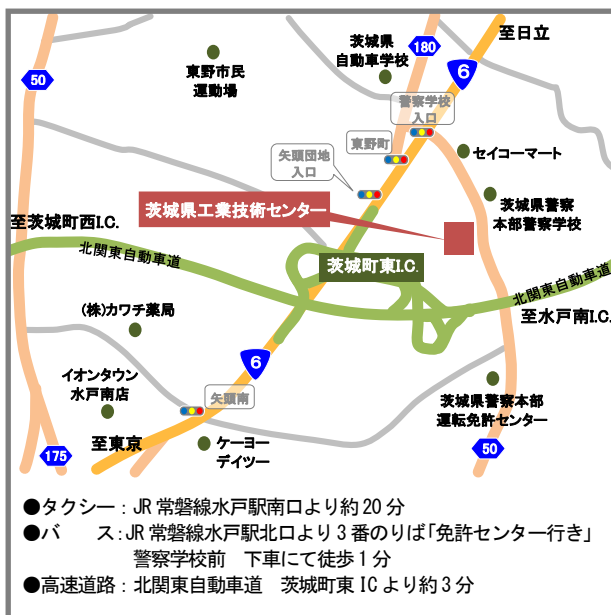 至日立
茨城県
自動車学校
180
6
50
東野市民
運動場
警察学校
入口
東野町
セイコーマート
矢頭団地
入口
茨城県工業技術センター
茨城県警察
本部警察学校
至茨城町西I.C.
北関東自動車道
茨城町東I.C.
北関東自動車道
至水戸南I.C.
(株)カワチ薬局
6
イオンタウン
水戸南店
矢頭南
茨城県警察本部
運転免許センター
至東京
ケーヨー
デイツー
175
50
●タクシー：JR 常磐線水戸駅南口より約 20 分
●バ　　ス：JR 常磐線水戸駅北口より 3 番のりば「免許センター行き」
警察学校前　下車にて徒歩 1 分
●高速道路：北関東自動車道　茨城町東 IC より約 3 分